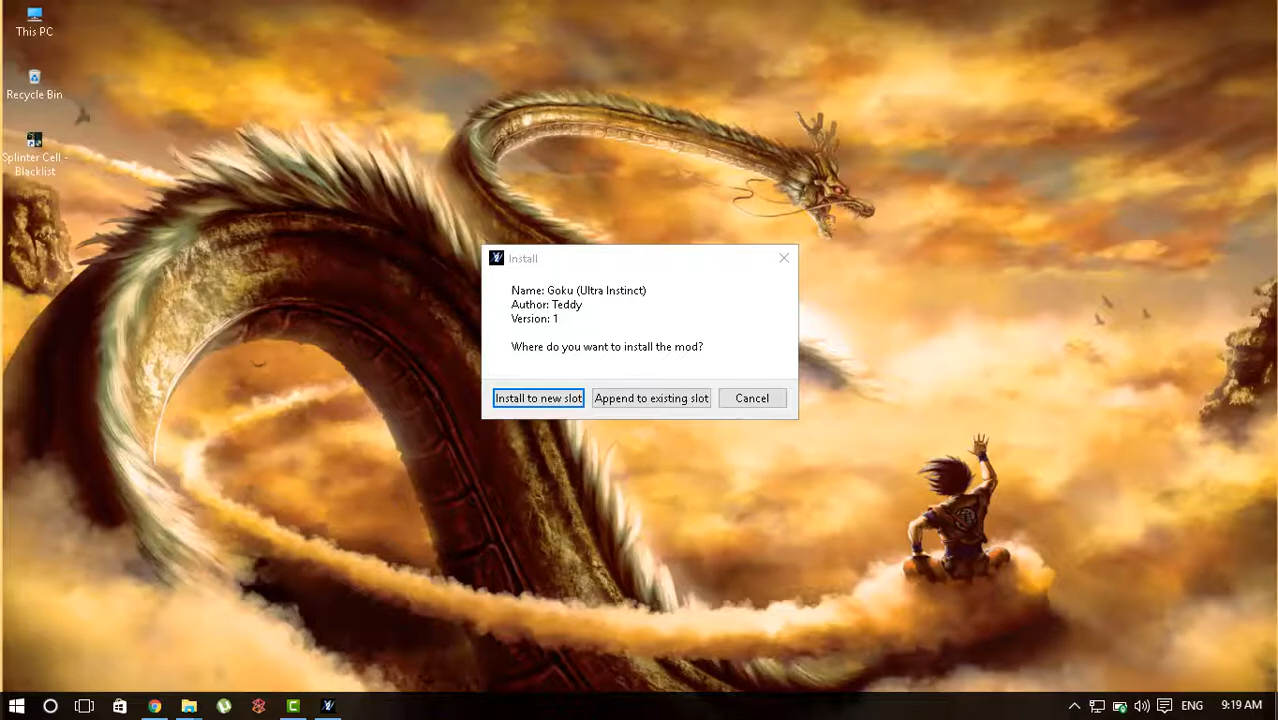 This PC
Recycle Bin
Splinter Cell -
Blacklist
Install
Name: Goku (Ultra Instinct)
Author: Teddy
Version: 1
Where do you want to install the mod?
Install to new slot
Append to existing slot
Cancel
ENG
9:19 AM